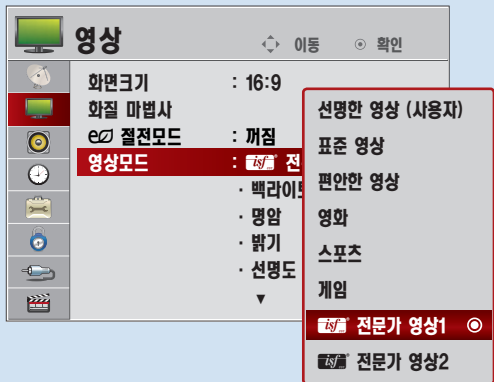 영상
이동 확인
화면크기 : 16:9
화질 마법사
절전모드 : 꺼짐
영상모드 : isf 전
· 백라이트
· 명암
· 밝기
· 선명도
▼
선명한 영상 (사용자)
표준 영상
편안한 영상
영화
스포츠
게임
isf 전문가 영상1
isf 전문가 영상2